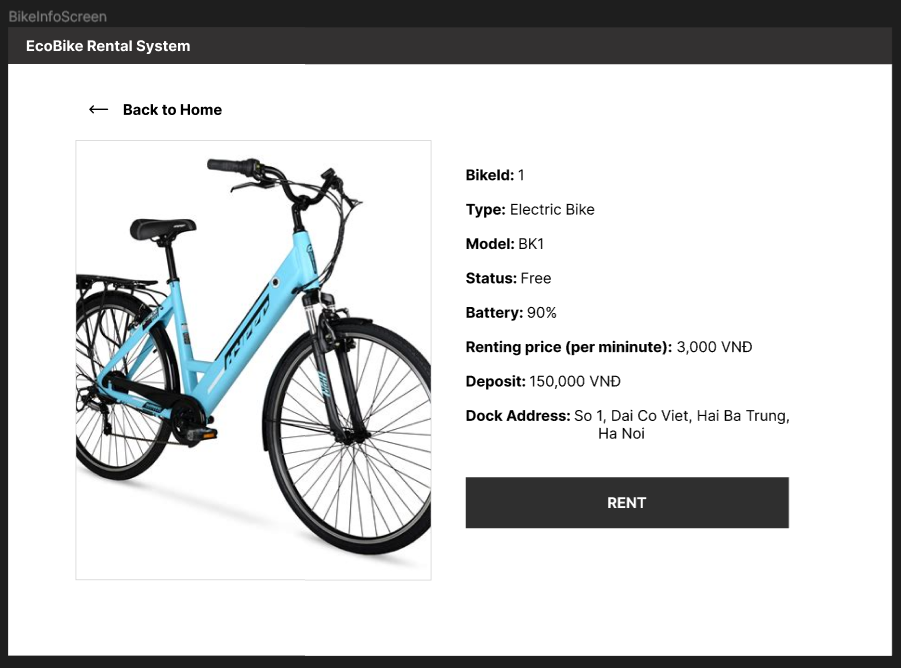 BikeInfoScreen
EcoBike Rental System
← Back to Home
BikeId: 1
Type: Electric Bike
Model: BK1
Status: Free
Battery: 90%
Renting price (per mininute): 3,000 VNĐ
Deposit: 150,000 VNĐ
Dock Address: So 1, Dai Co Viet, Hai Ba Trung,
Ha Noi
RENT